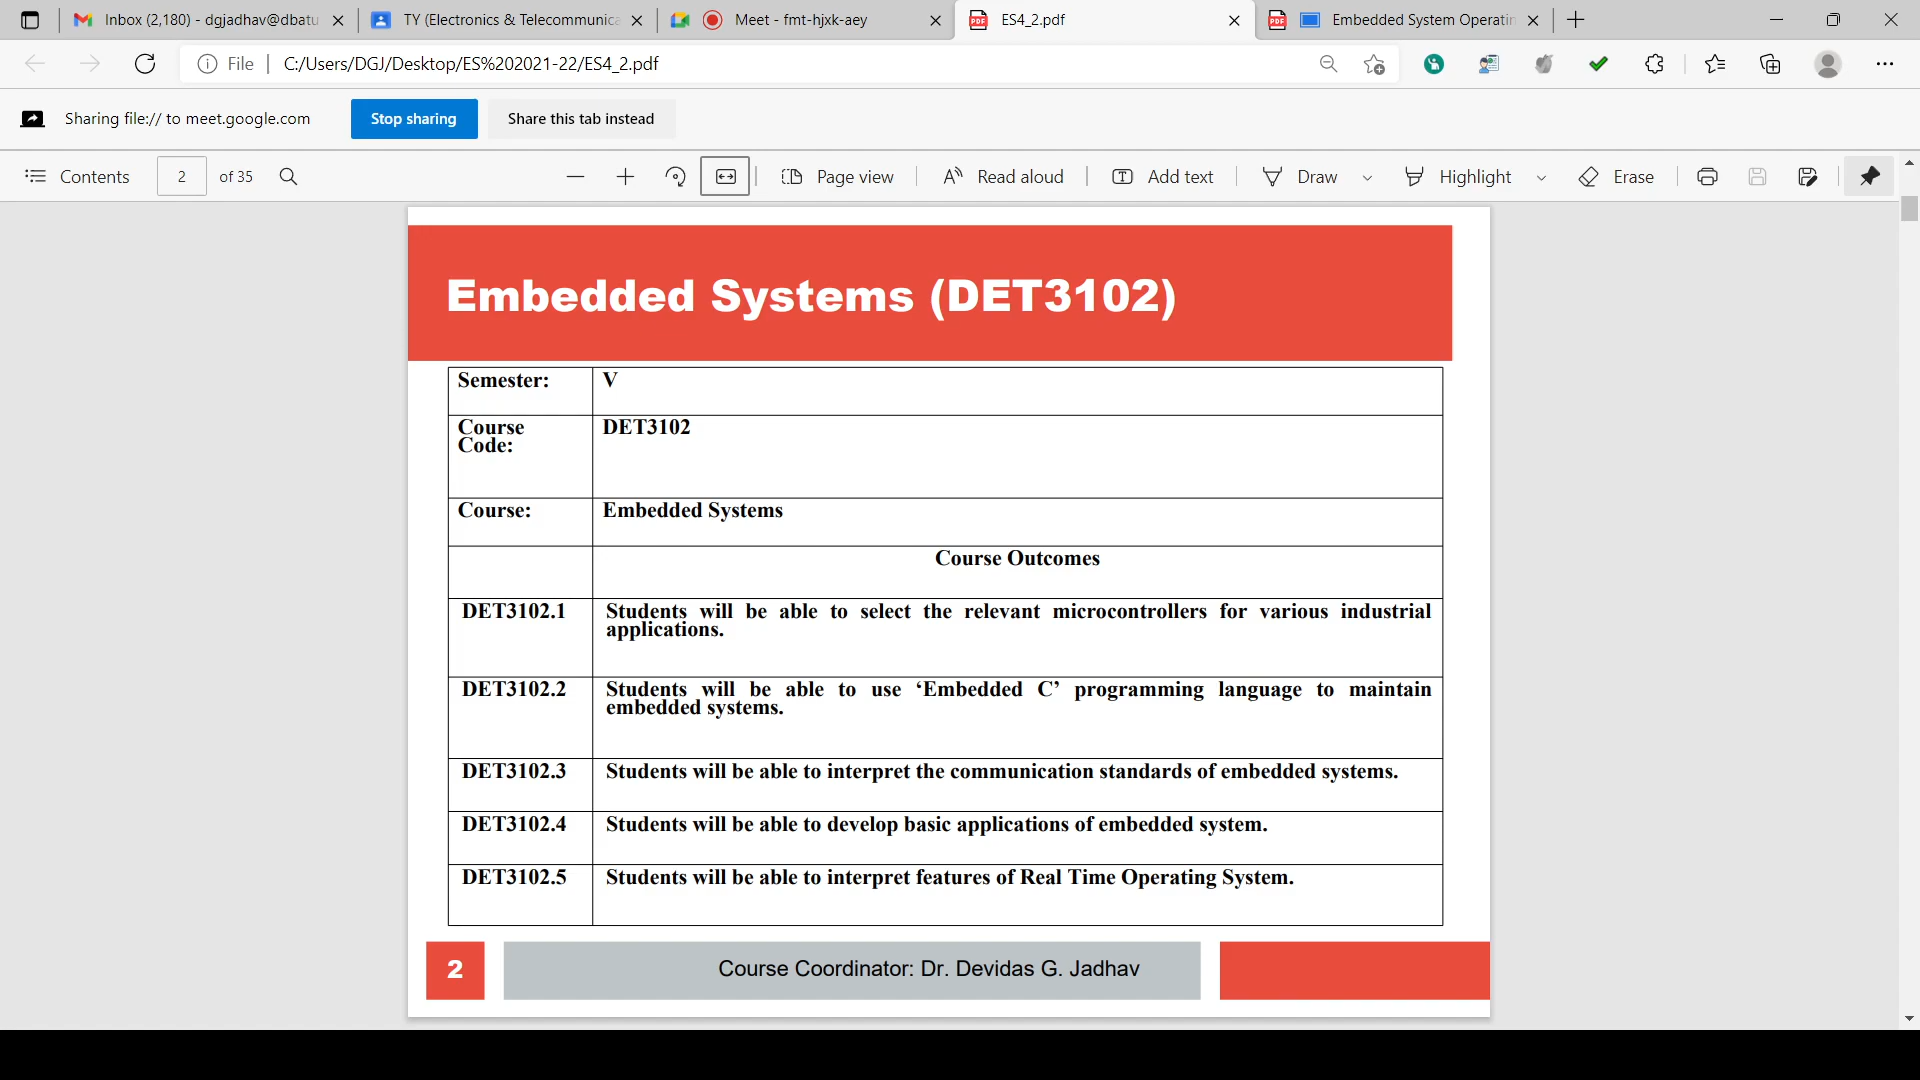 Inbox (2,180) - dgjadhav@dbatu
TY (Electronics & Telecommunica
Meet - fmt-hjxk-aey
ES4_2.pdf
Embedded System Operatin
File
C:/Users/DGJ/Desktop/ES%202021-22/ES4_2.pdf
Sharing file:// to meet.google.com
Stop sharing
Share this tab instead
Contents
2
of 35
Page view
Read aloud
Add text
Draw
Highlight
Erase
Embedded Systems (DET3102)
Semester:
V
Course
Code:
DET3102
Course:
Embedded Systems
Course Outcomes
DET3102.1
Students will be able to select the relevant microcontrollers for various industrial
applications.
DET3102.2
Students will be able to use ‘Embedded C’ programming language to maintain
embedded systems.
DET3102.3
Students will be able to interpret the communication standards of embedded systems.
DET3102.4
Students will be able to develop basic applications of embedded system.
DET3102.5
Students will be able to interpret features of Real Time Operating System.
2
Course Coordinator: Dr. Devidas G. Jadhav